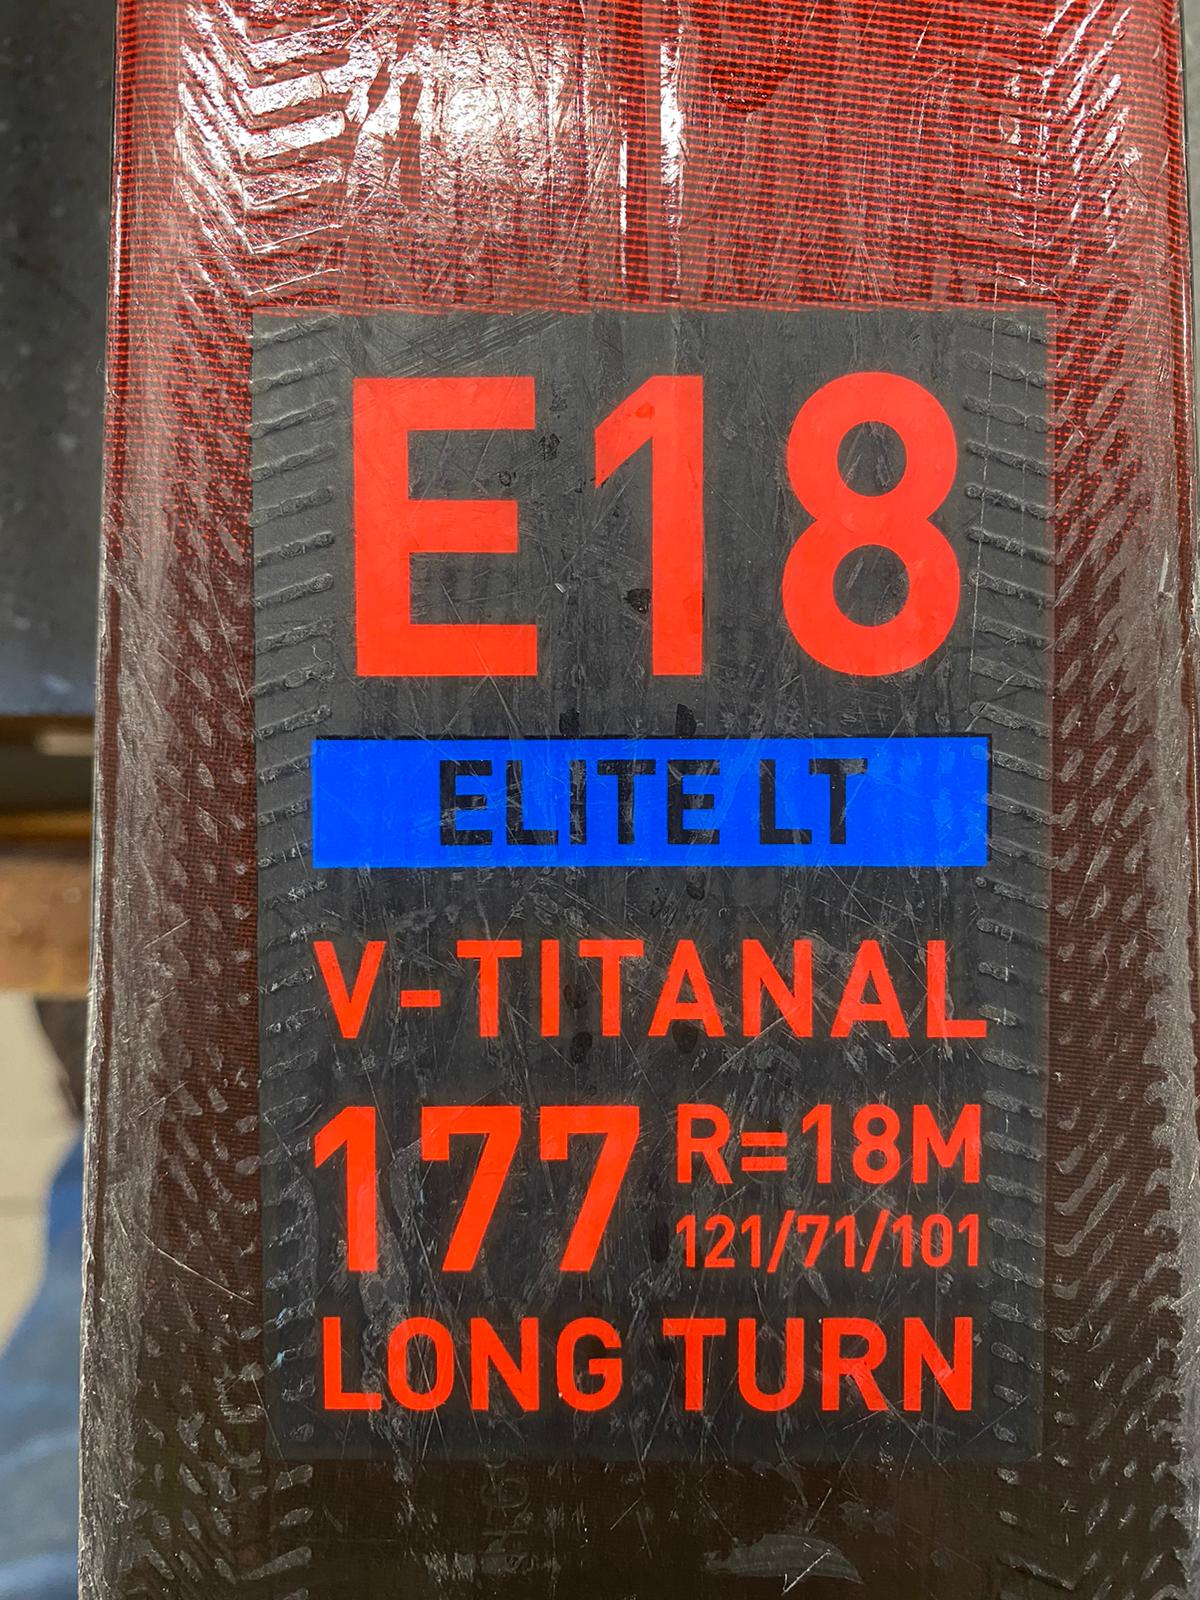 E18
ELITE LT
V-TITANAL
177 R=18M
121/71/101
LONG TURN